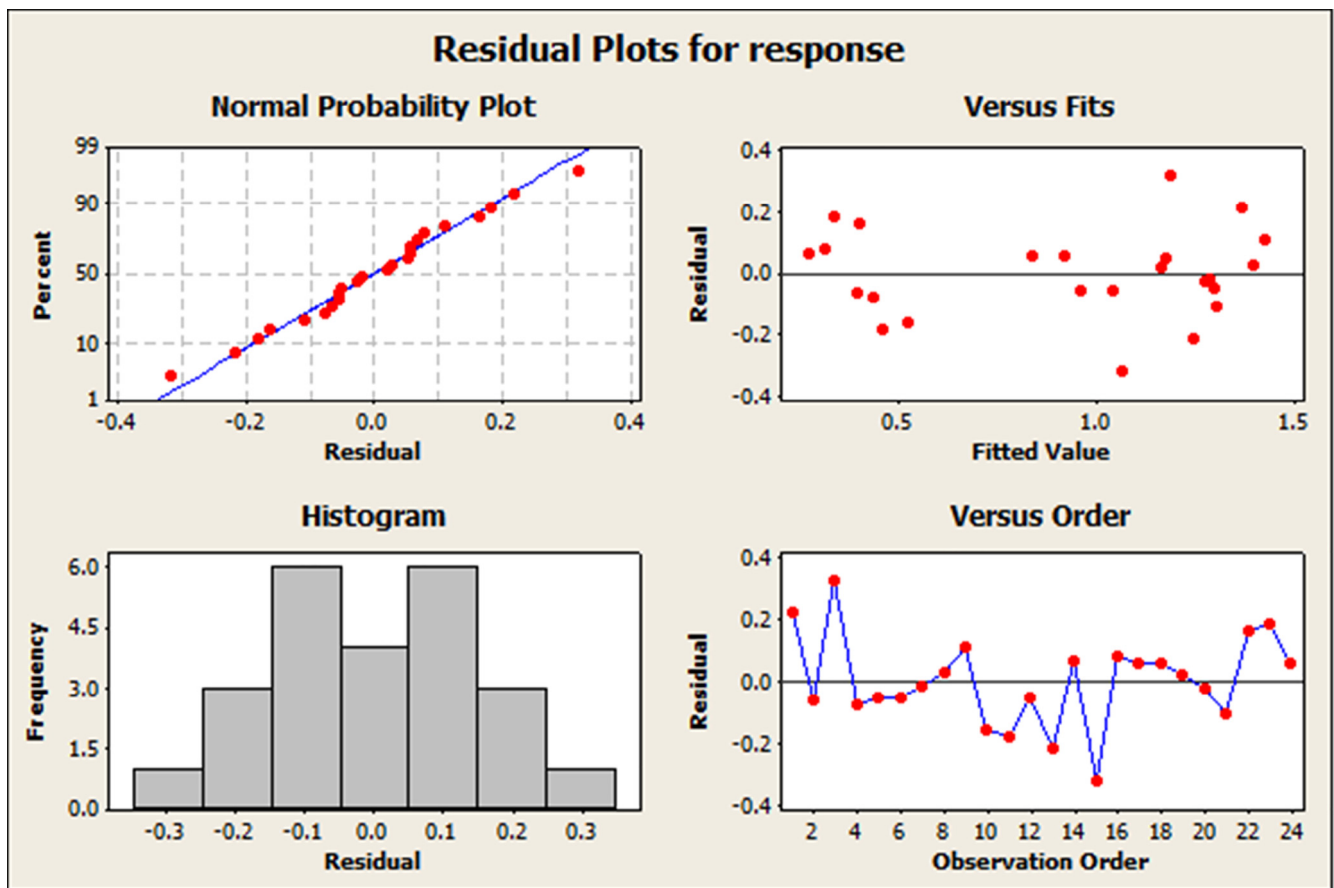 Residual Plots for response
Normal Probability Plot
99
90
50
10
1
Percent
-0.4 -0.2 0.0 0.2 0.4
Residual
Versus Fits
0.4
0.2
0.0
-0.2
-0.4
Residual
0.5 1.0 1.5
Fitted Value
Histogram
6.0
4.5
3.0
1.5
0.0
Frequency
-0.3 -0.2 -0.1 0.0 0.1 0.2 0.3
Residual
Versus Order
0.4
0.2
0.0
-0.2
-0.4
Residual
2 4 6 8 10 12 14 16 18 20 22 24
Observation Order